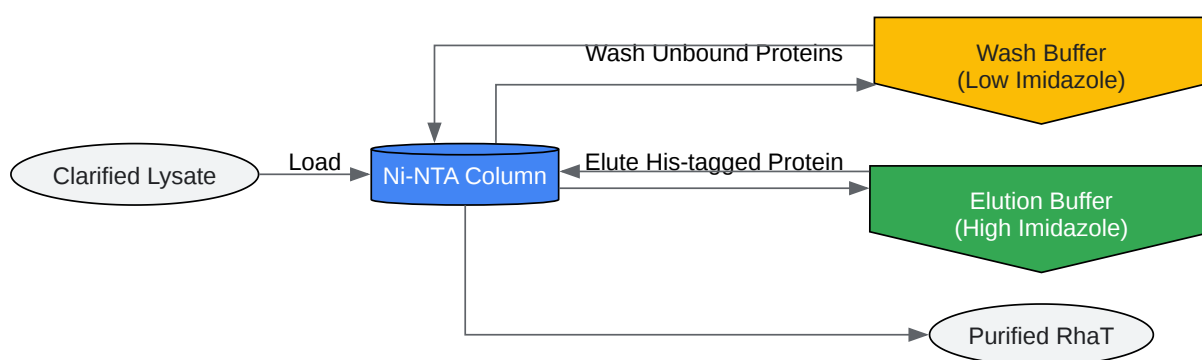 Wash Unbound Proteins
Wash Buffer
(Low Imidazole)
Clarified Lysate
Load
Ni-NTA Column
Elute His-tagged Protein
Elution Buffer
(High Imidazole)
Purified RhaT